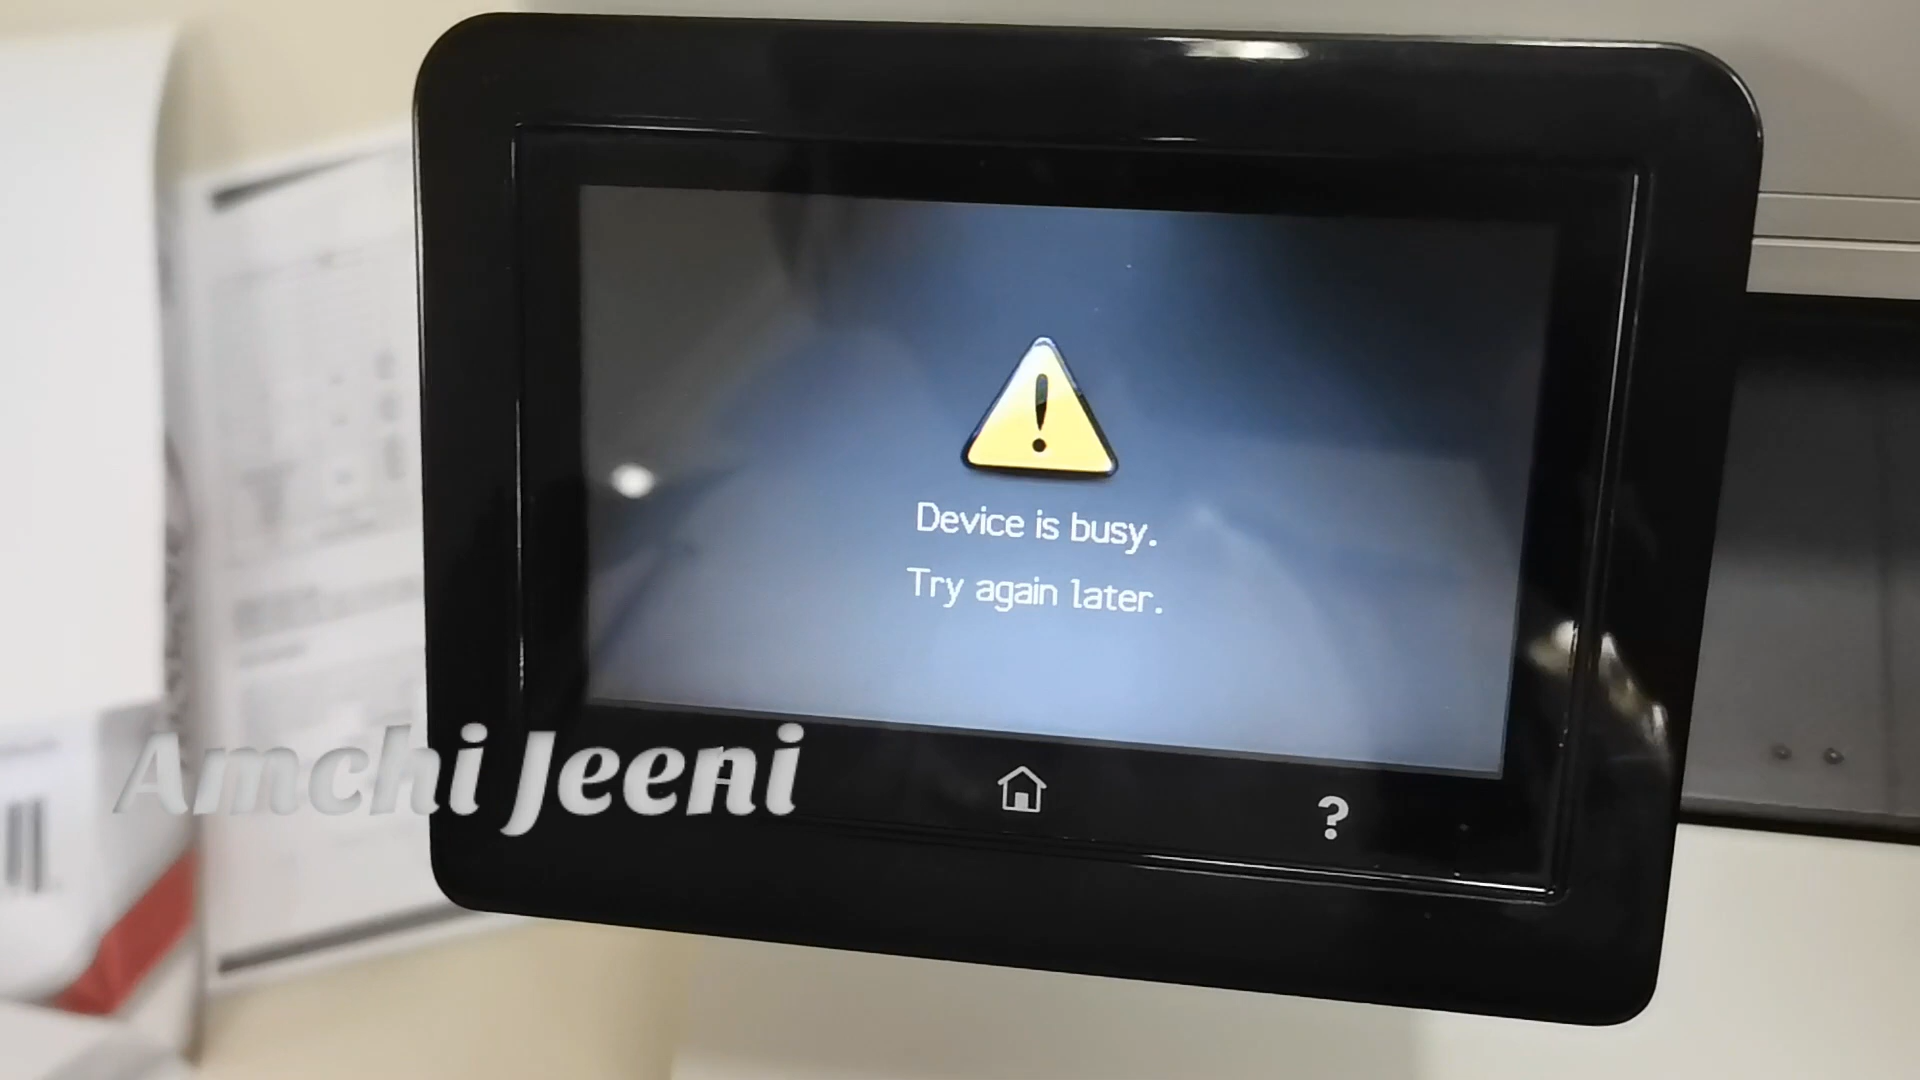 Device is busy.
Try again later.
Amchi Jeeni
?